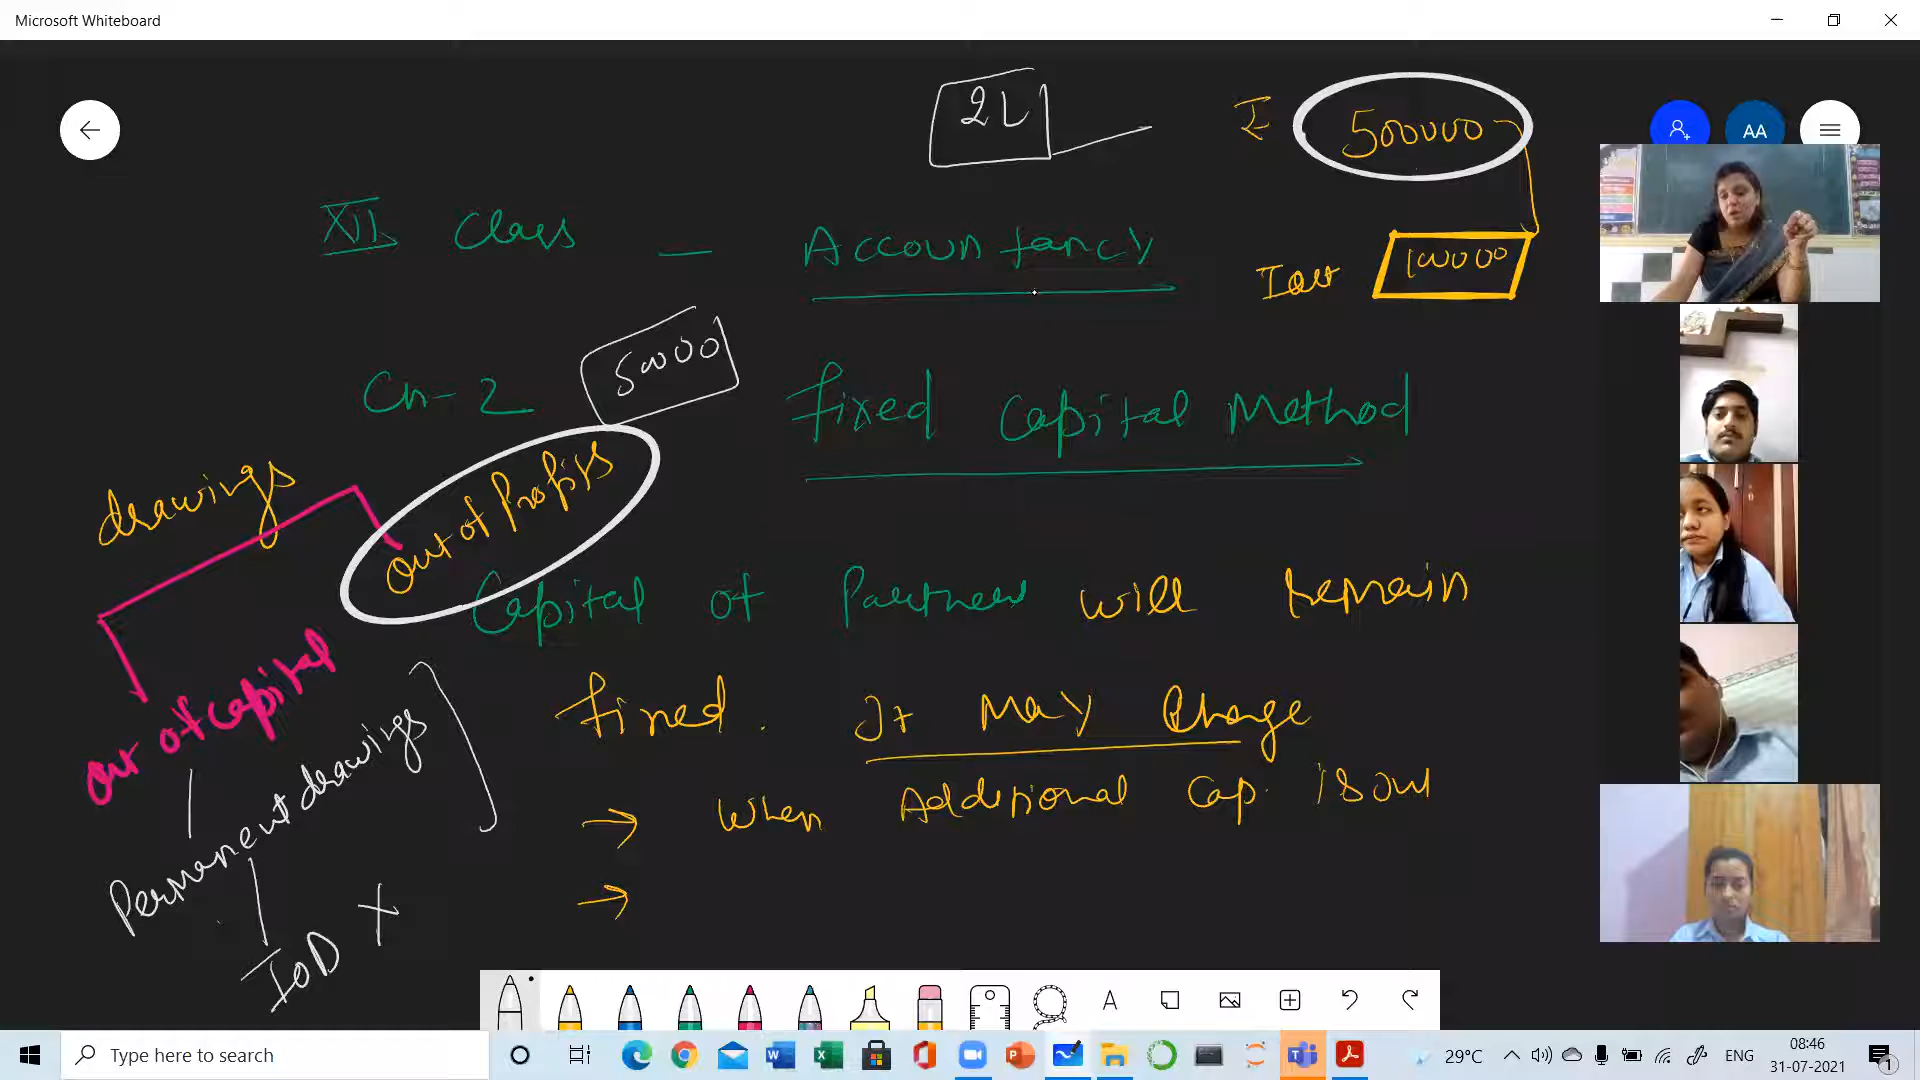 Microsoft Whiteboard
2L
₹ 500000
AA
XII Class - Accountancy
100000
Ch-2
50000
Fixed Capital Method
drawings
out of Profits
Capital of Partners will remain
fixed. It May Change
out of capital
→ When Additional Cap. is
Permanent drawings
→
IOD X
Type here to search
29°C
ENG
08:46
31-07-2021
1